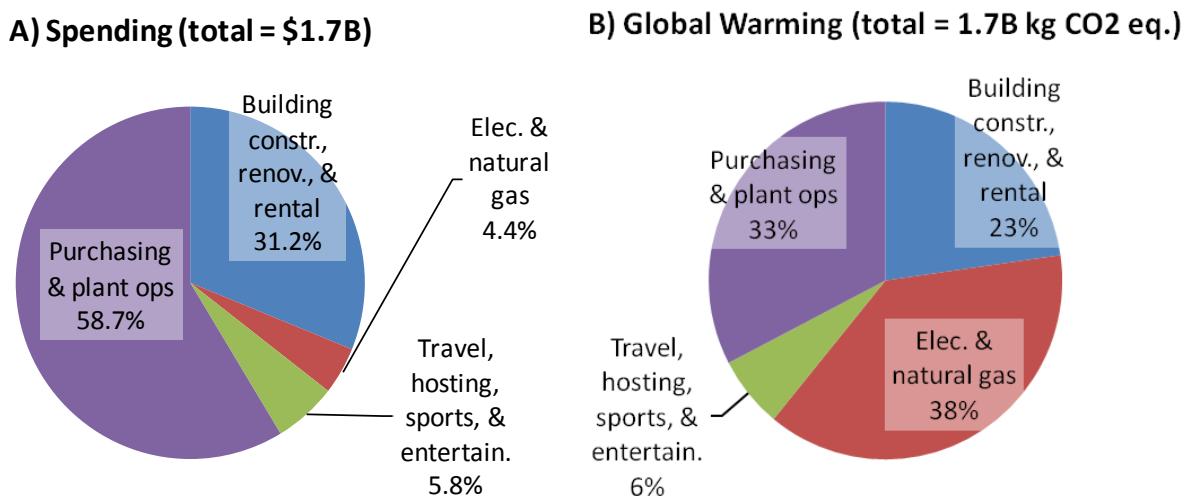 A) Spending (total = $1.7B)
Building
constr.,
renov., &
rental
31.2%
Elec. &
natural
gas
4.4%
Purchasing
& plant ops
58.7%
Travel,
hosting,
sports, &
entertain.
5.8%
B) Global Warming (total = 1.7B kg CO2 eq.)
Building
constr.,
renov., &
rental
23%
Purchasing
& plant ops
33%
Elec. &
natural gas
38%
Travel,
hosting,
sports, &
entertain.
6%